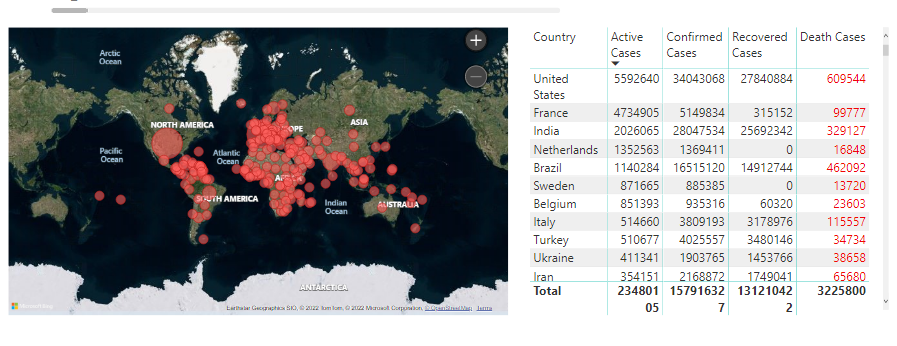 Arctic
Ocean
NORTH AMERICA
OPE
ASIA
Pacific
Ocean
Atlantic
Ocean
AF
SOUTH AMERICA
Indian
Ocean
AUSTRALIA
ANTARCTICA
Earthstar Geographics SIO, © 2022 TomTom, © 2022 Microsoft Corporation, © OpenStreetMap Terms
Country Active Cases Confirmed Cases Recovered Cases Death Cases
United States 5592640 34043068 27840884 609544
France 4734905 5149834 315152 99777
India 2026065 28047534 25692342 329127
Netherlands 1352563 1369411 0 16848
Brazil 1140284 16515120 14912744 462092
Sweden 871665 885385 0 13720
Belgium 851393 935316 60320 23603
Italy 514660 3809193 3178976 115557
Turkey 510677 4025557 3480146 34734
Ukraine 411341 1903765 1453766 38658
Iran 354151 2168872 1749041 65680
Total 23480105 157916327 131210422 3225800